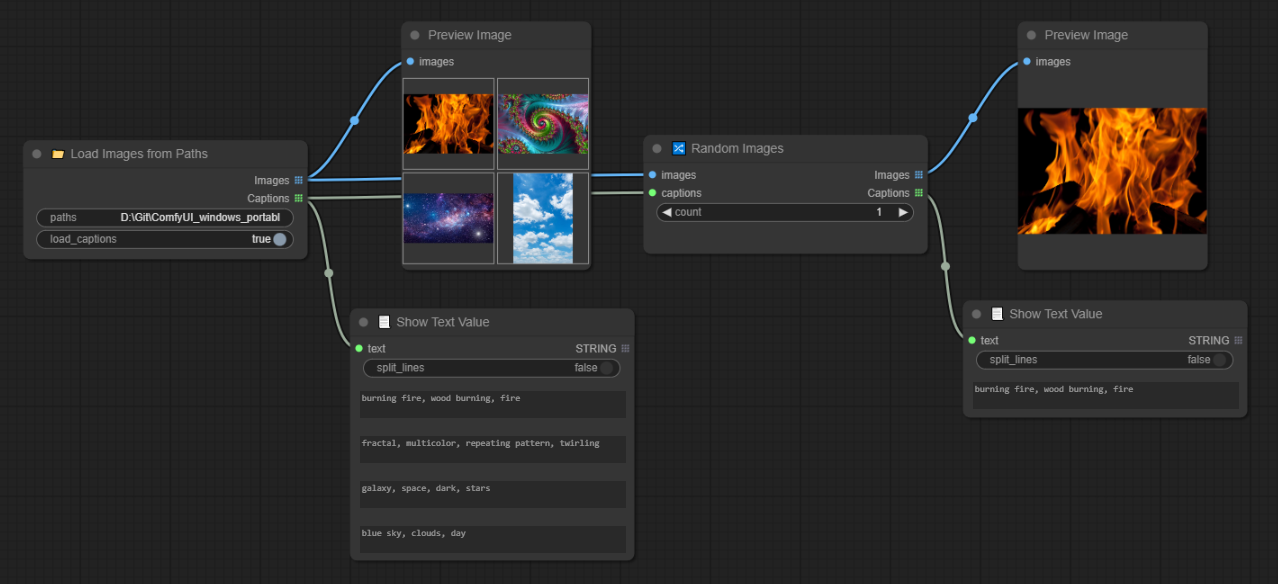 Load Images from Paths
Images
Captions
paths D:\Git\ComfyUI_windows_portabl
load_captions true
Preview Image
images
Show Text Value
text STRING
split_lines false
burning fire, wood burning, fire
fractal, multicolor, repeating pattern, twirling
galaxy, space, dark, stars
blue sky, clouds, day
Random Images
images Images
captions Captions
count 1
Preview Image
images
Show Text Value
text STRING
split_lines false
burning fire, wood burning, fire